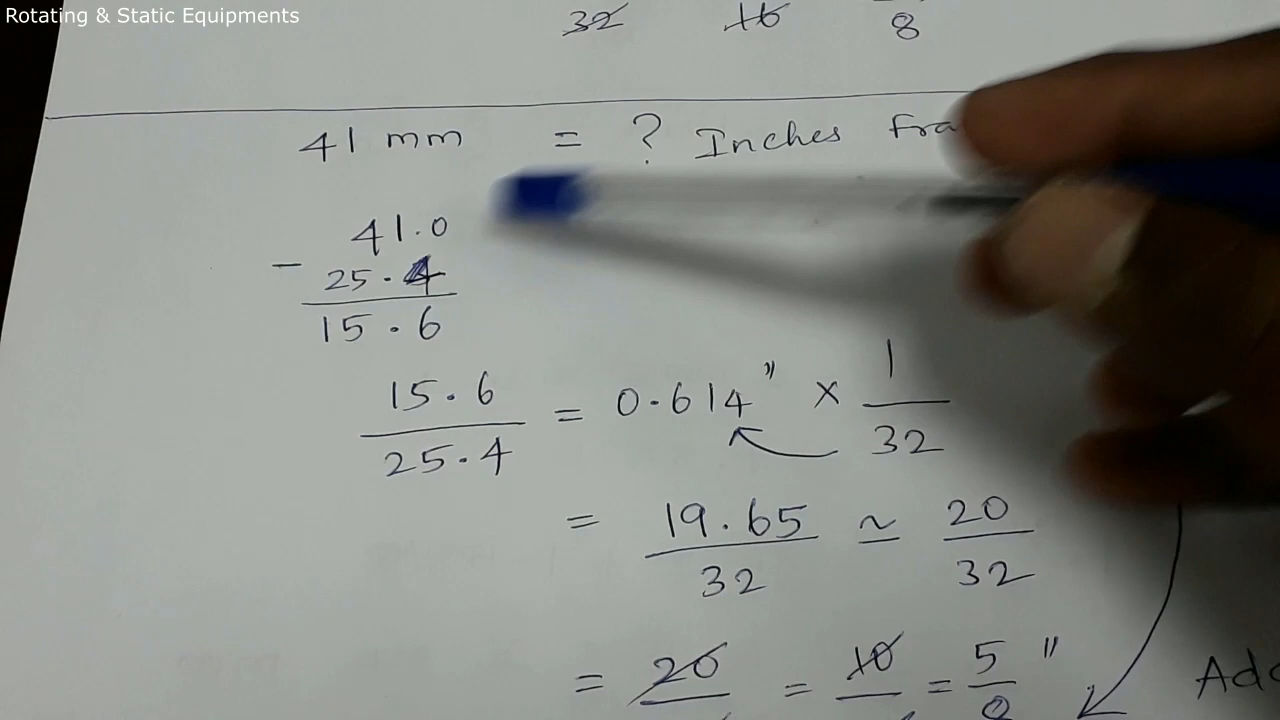 Rotating & Static Equipments
32 16 8
41 mm = ? Inches Fra
41.0
- 25.4
15.6
15.6 / 25.4 = 0.614" × 1 / 32
= 19.65 / 32 ≃ 20 / 32
= 20 = 10 = 5 "
8
Add